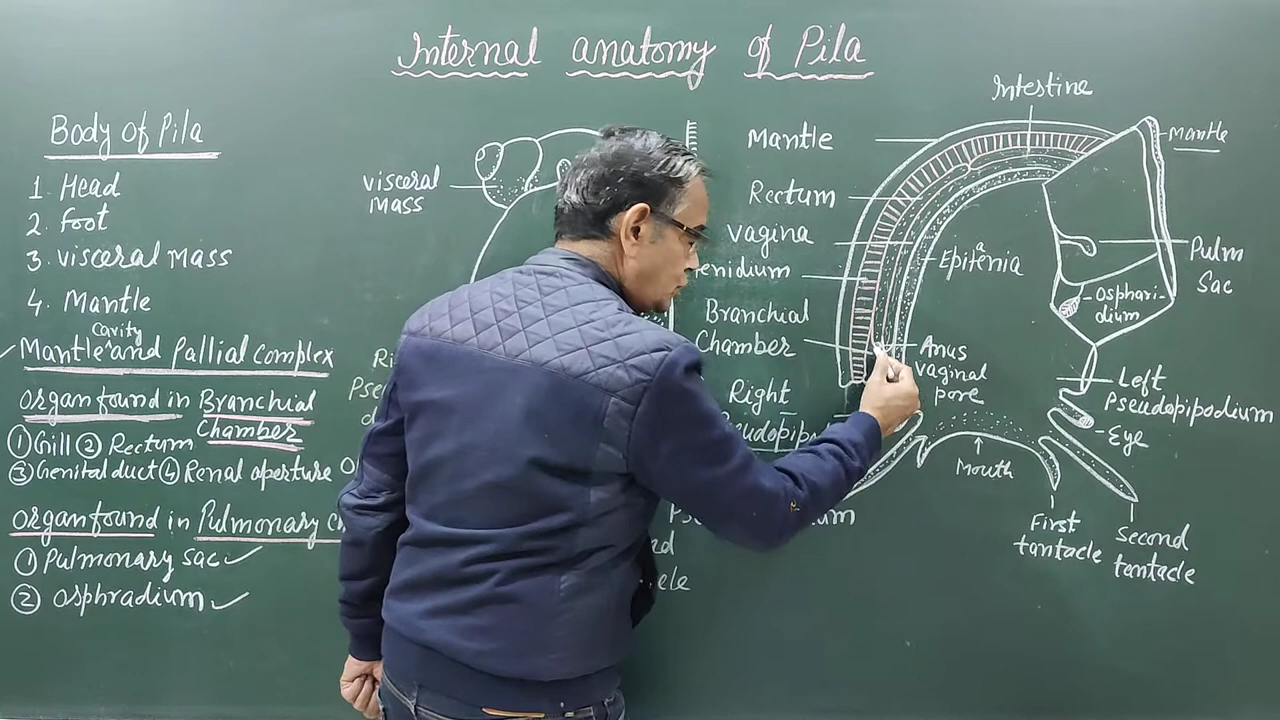 Internal anatomy of Pila
Body of Pila
1. Head
2. foot
3. visceral Mass
4. Mantle
cavity
Mantle and Pallial complex
organ found in Branchial
Chamber
① Gill ② Rectum
③ Genital duct ④ Renal aperture
organ found in Pulmonary
① Pulmonary sac
② osphradium
visceral
Mass
Mantle
Rectum
vagina
enidium
Branchial
Chamber
Right
Intestine
Mantle
Epitenia
a
Pulm
Sac
Osphari-
dium
Anus
vaginal
pore
Left
Pseudopipodium
Eye
Mouth
First
tantacle
Second
tantacle